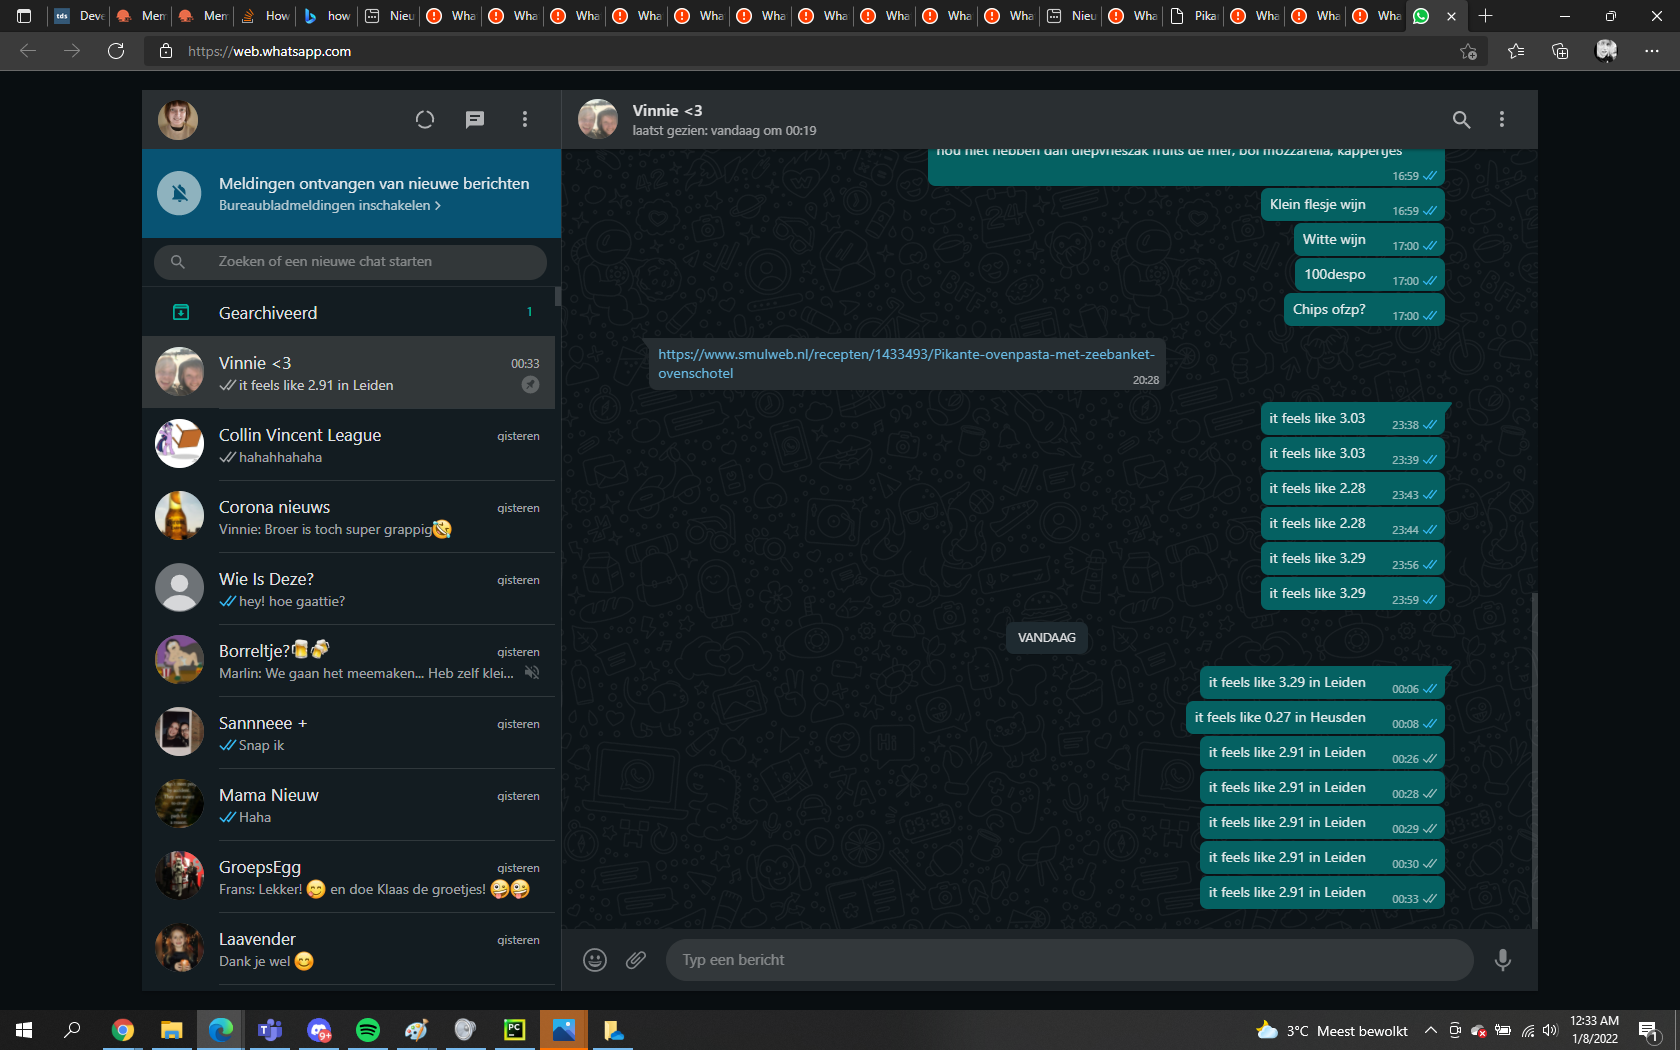 Deve
Mem
Mem
How
how
Nieu
Wha
Wha
Wha
Wha
Wha
Wha
Wha
Wha
Wha
Wha
Nieu
Wha
Pika
Wha
Wha
Wha
https://web.whatsapp.com
Meldingen ontvangen van nieuwe berichten
Bureaubladmeldingen inschakelen >
Zoeken of een nieuwe chat starten
Gearchiveerd 1
Vinnie <3 00:33
it feels like 2.91 in Leiden
Collin Vincent League gisteren
hahahhahaha
Corona nieuws gisteren
Vinnie: Broer is toch super grappig🤣
Wie Is Deze? gisteren
hey! hoe gaattie?
Borreltje?🍺🍻 gisteren
Marlin: We gaan het meemaken... Heb zelf klei...
Sannneee + gisteren
Snap ik
Mama Nieuw gisteren
Haha
GroepsEgg gisteren
Frans: Lekker! 😋 en doe Klaas de groetjes! 🤪🤪
Laavender gisteren
Dank je wel 😊
Vinnie <3
laatst gezien: vandaag om 00:19
nou niet hebben dan diepvrieszak fruits de mer, bol mozzarella, kappertjes
16:59
Klein flesje wijn 16:59
Witte wijn 17:00
100despo 17:00
Chips ofzp? 17:00
https://www.smulweb.nl/recepten/1433493/Pikante-ovenpasta-met-zeebanket-
ovenschotel 20:28
it feels like 3.03 23:38
it feels like 3.03 23:39
it feels like 2.28 23:43
it feels like 2.28 23:44
it feels like 3.29 23:56
it feels like 3.29 23:59
VANDAAG
it feels like 3.29 in Leiden 00:06
it feels like 0.27 in Heusden 00:08
it feels like 2.91 in Leiden 00:26
it feels like 2.91 in Leiden 00:28
it feels like 2.91 in Leiden 00:29
it feels like 2.91 in Leiden 00:30
it feels like 2.91 in Leiden 00:33
Typ een bericht
3°C Meest bewolkt
12:33 AM
1/8/2022